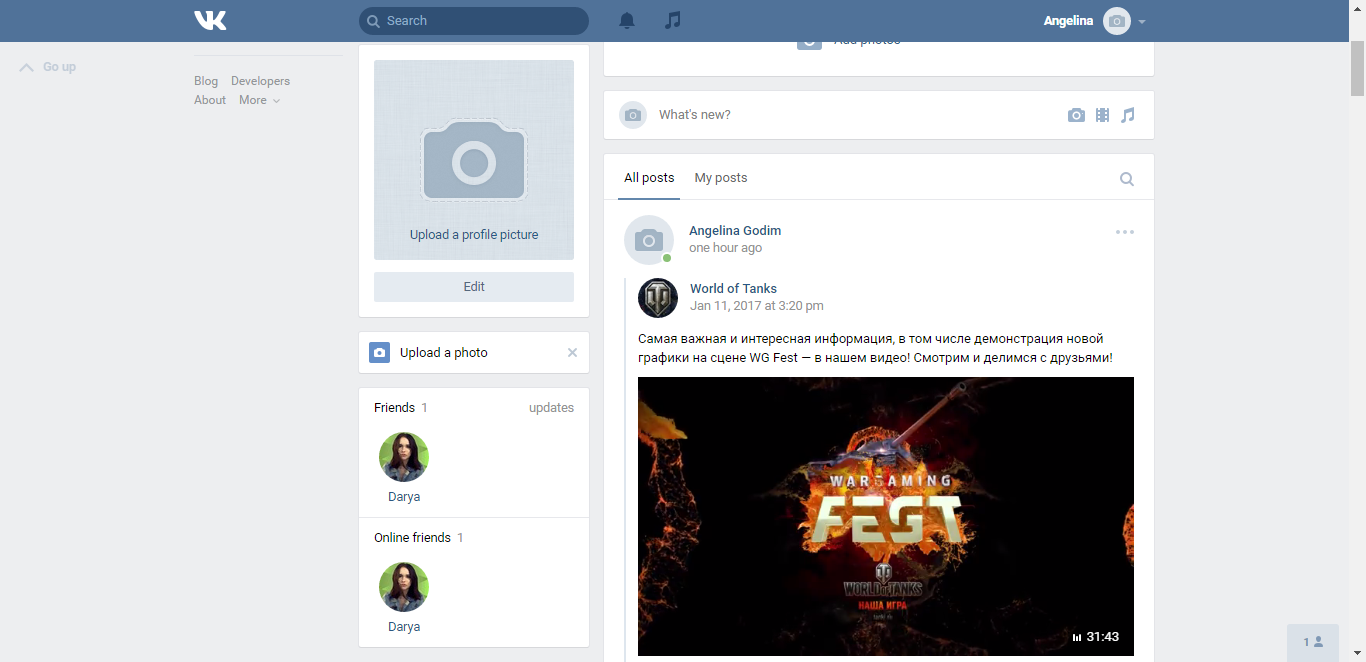 Search
Angelina
Go up
Blog Developers
About More
Upload a profile picture
Edit
Upload a photo
Friends 1 updates
Darya
Online friends 1
Darya
Add photos
What's new?
All posts My posts
Angelina Godim
one hour ago
World of Tanks
Jan 11, 2017 at 3:20 pm
Самая важная и интересная информация, в том числе демонстрация новой
графики на сцене WG Fest — в нашем видео! Смотрим и делимся с друзьями!
WARGAMING
FEST
WORLD OF TANKS
НАША ИГРА
31:43
1